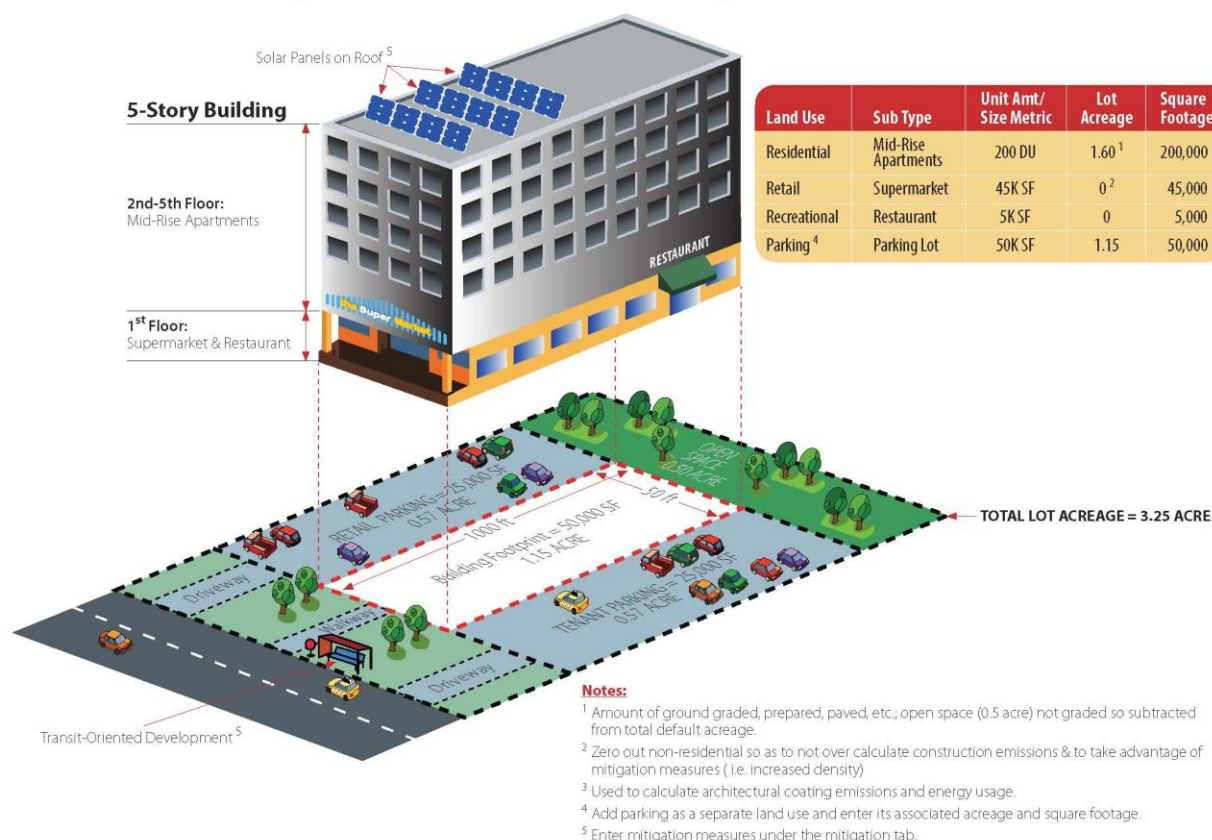 Solar Panels on Roof 5
5-Story Building
2nd-5th Floor:
Mid-Rise Apartments
1st Floor:
Supermarket & Restaurant
The Super Market
RESTAURANT
Land Use Sub Type Unit Amt/ Size Metric Lot Acreage Square Footage
Residential Mid-Rise Apartments 200 DU 1.60 1 200,000
Retail Supermarket 45K SF 0 2 45,000
Recreational Restaurant 5K SF 0 5,000
Parking 4 Parking Lot 50K SF 1.15 50,000
OPEN
SPACE
0.50 ACRE
RETAIL PARKING = 25,000 SF
0.57 ACRE
1000 ft
50 ft
Building Footprint = 50,000 SF
1.15 ACRE
TENANT PARKING = 25,000 SF
0.57 ACRE
TOTAL LOT ACREAGE = 3.25 ACRE
Driveway
Walkway
Driveway
Transit-Oriented Development 5
Notes:
1 Amount of ground graded, prepared, paved, etc.; open space (0.5 acre) not graded so subtracted
from total default acreage.
2 Zero out non-residential so as to not over calculate construction emissions & to take advantage of
mitigation measures ( i.e. increased density)
3 Used to calculate architectural coating emissions and energy usage.
4 Add parking as a separate land use and enter its associated acreage and square footage.
5 Enter mitigation measures under the mitigation tab.